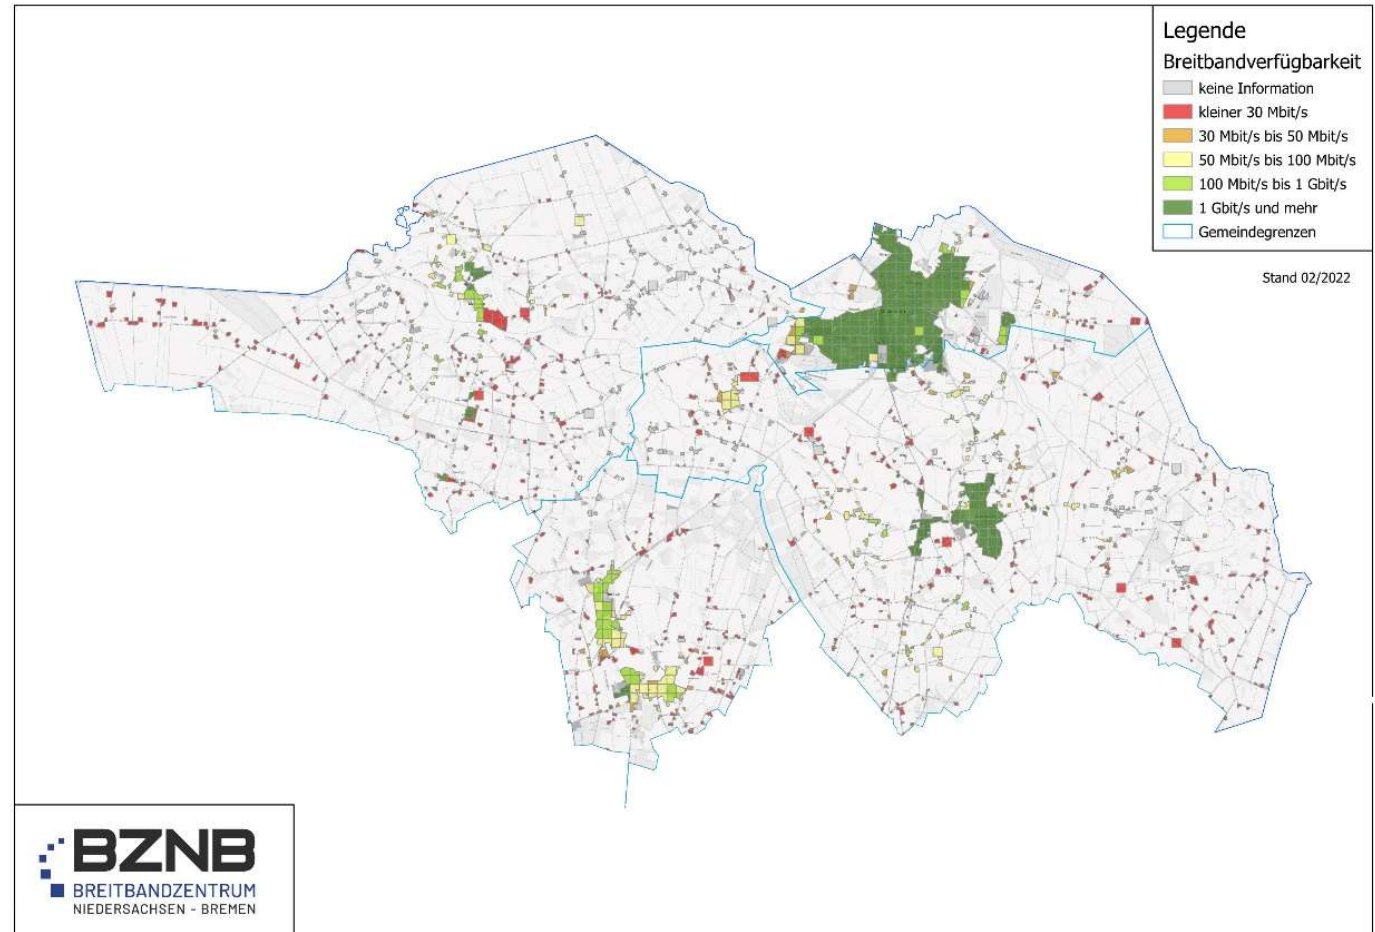 Legende
Breitbandverfügbarkeit
keine Information
kleiner 30 Mbit/s
30 Mbit/s bis 50 Mbit/s
50 Mbit/s bis 100 Mbit/s
100 Mbit/s bis 1 Gbit/s
1 Gbit/s und mehr
Gemeindegrenzen
Stand 02/2022
BZNB
BREITBANDZENTRUM
NIEDERSACHSEN - BREMEN